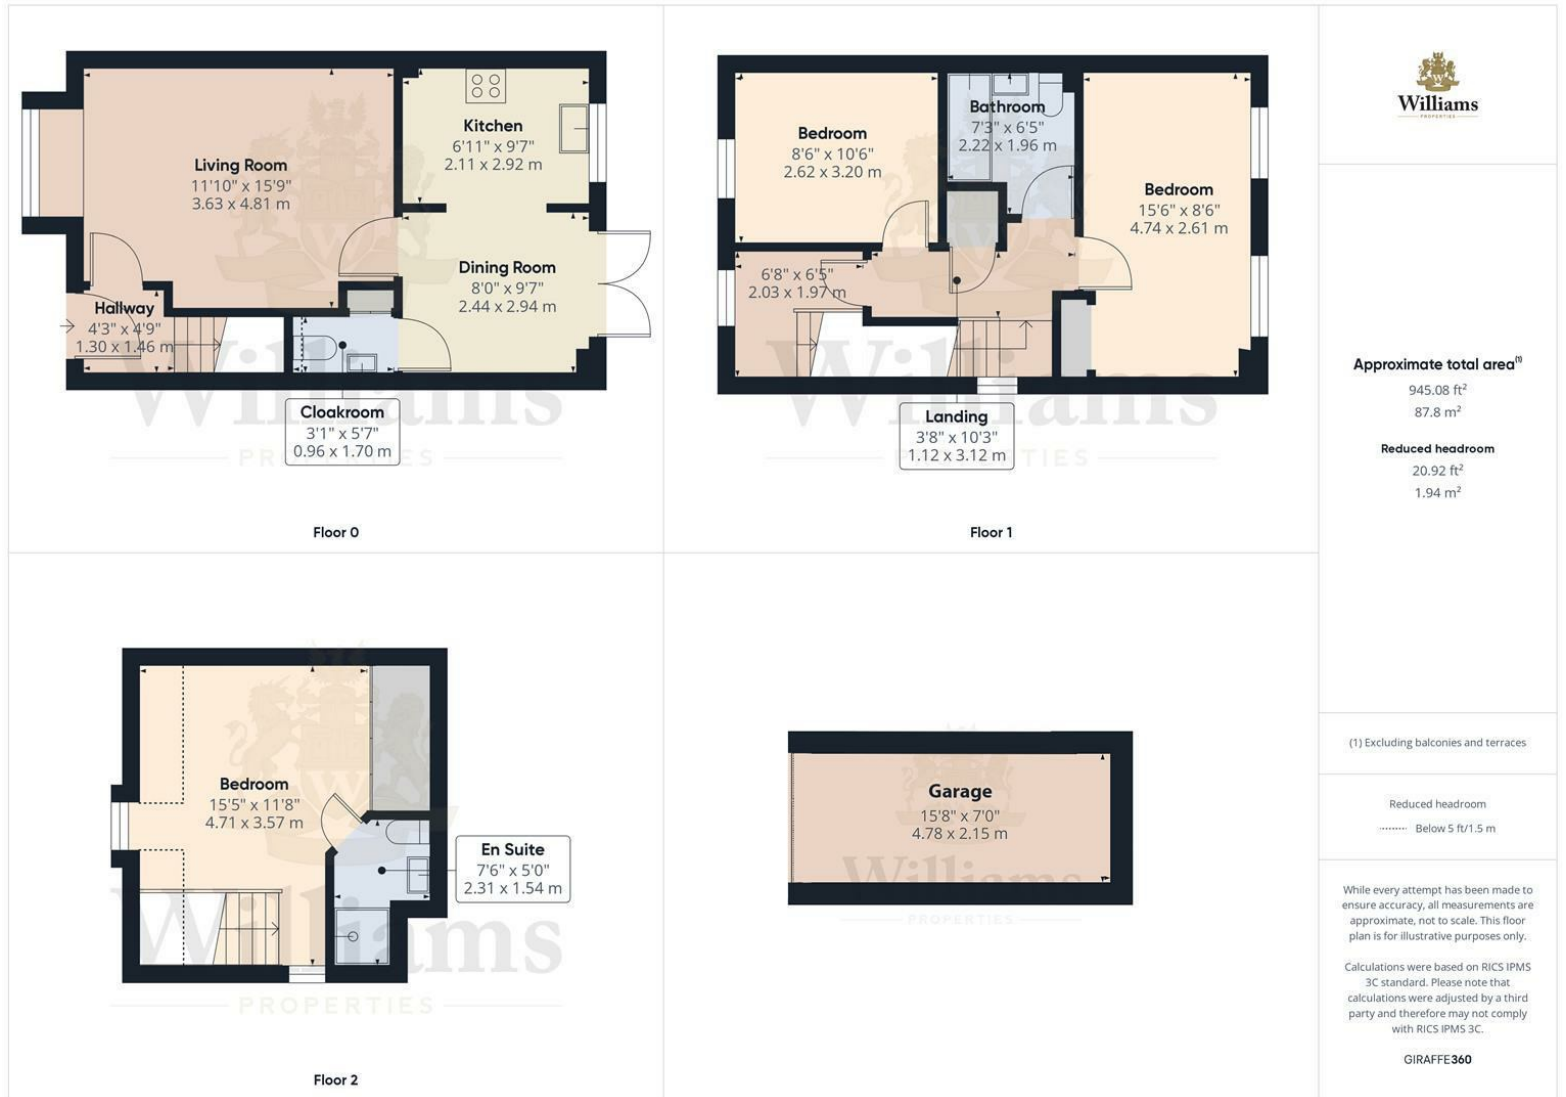 Living Room
11'10" x 15'9"
3.63 x 4.81 m
Kitchen
6'11" x 9'7"
2.11 x 2.92 m
Dining Room
8'0" x 9'7"
2.44 x 2.94 m
Hallway
4'3" x 4'9"
1.30 x 1.46 m
Cloakroom
3'1" x 5'7"
0.96 x 1.70 m
Williams
PROPERTIES
Floor 0
Bedroom
8'6" x 10'6"
2.62 x 3.20 m
Bathroom
7'3" x 6'5"
2.22 x 1.96 m
Bedroom
15'6" x 8'6"
4.74 x 2.61 m
6'8" x 6'5"
2.03 x 1.97 m
Landing
3'8" x 10'3"
1.12 x 3.12 m
Williams
PROPERTIES
Floor 1
Bedroom
15'5" x 11'8"
4.71 x 3.57 m
En Suite
7'6" x 5'0"
2.31 x 1.54 m
Williams
PROPERTIES
Floor 2
Garage
15'8" x 7'0"
4.78 x 2.15 m
Williams
PROPERTIES
Williams
PROPERTIES
Approximate total area(1)
945.08 ft²
87.8 m²
Reduced headroom
20.92 ft²
1.94 m²
(1) Excluding balconies and terraces
Reduced headroom
Below 5 ft/1.5 m
While every attempt has been made to
ensure accuracy, all measurements are
approximate, not to scale. This floor
plan is for illustrative purposes only.
Calculations were based on RICS IPMS
3C standard. Please note that
calculations were adjusted by a third
party and therefore may not comply
with RICS IPMS 3C.
GIRAFFE360